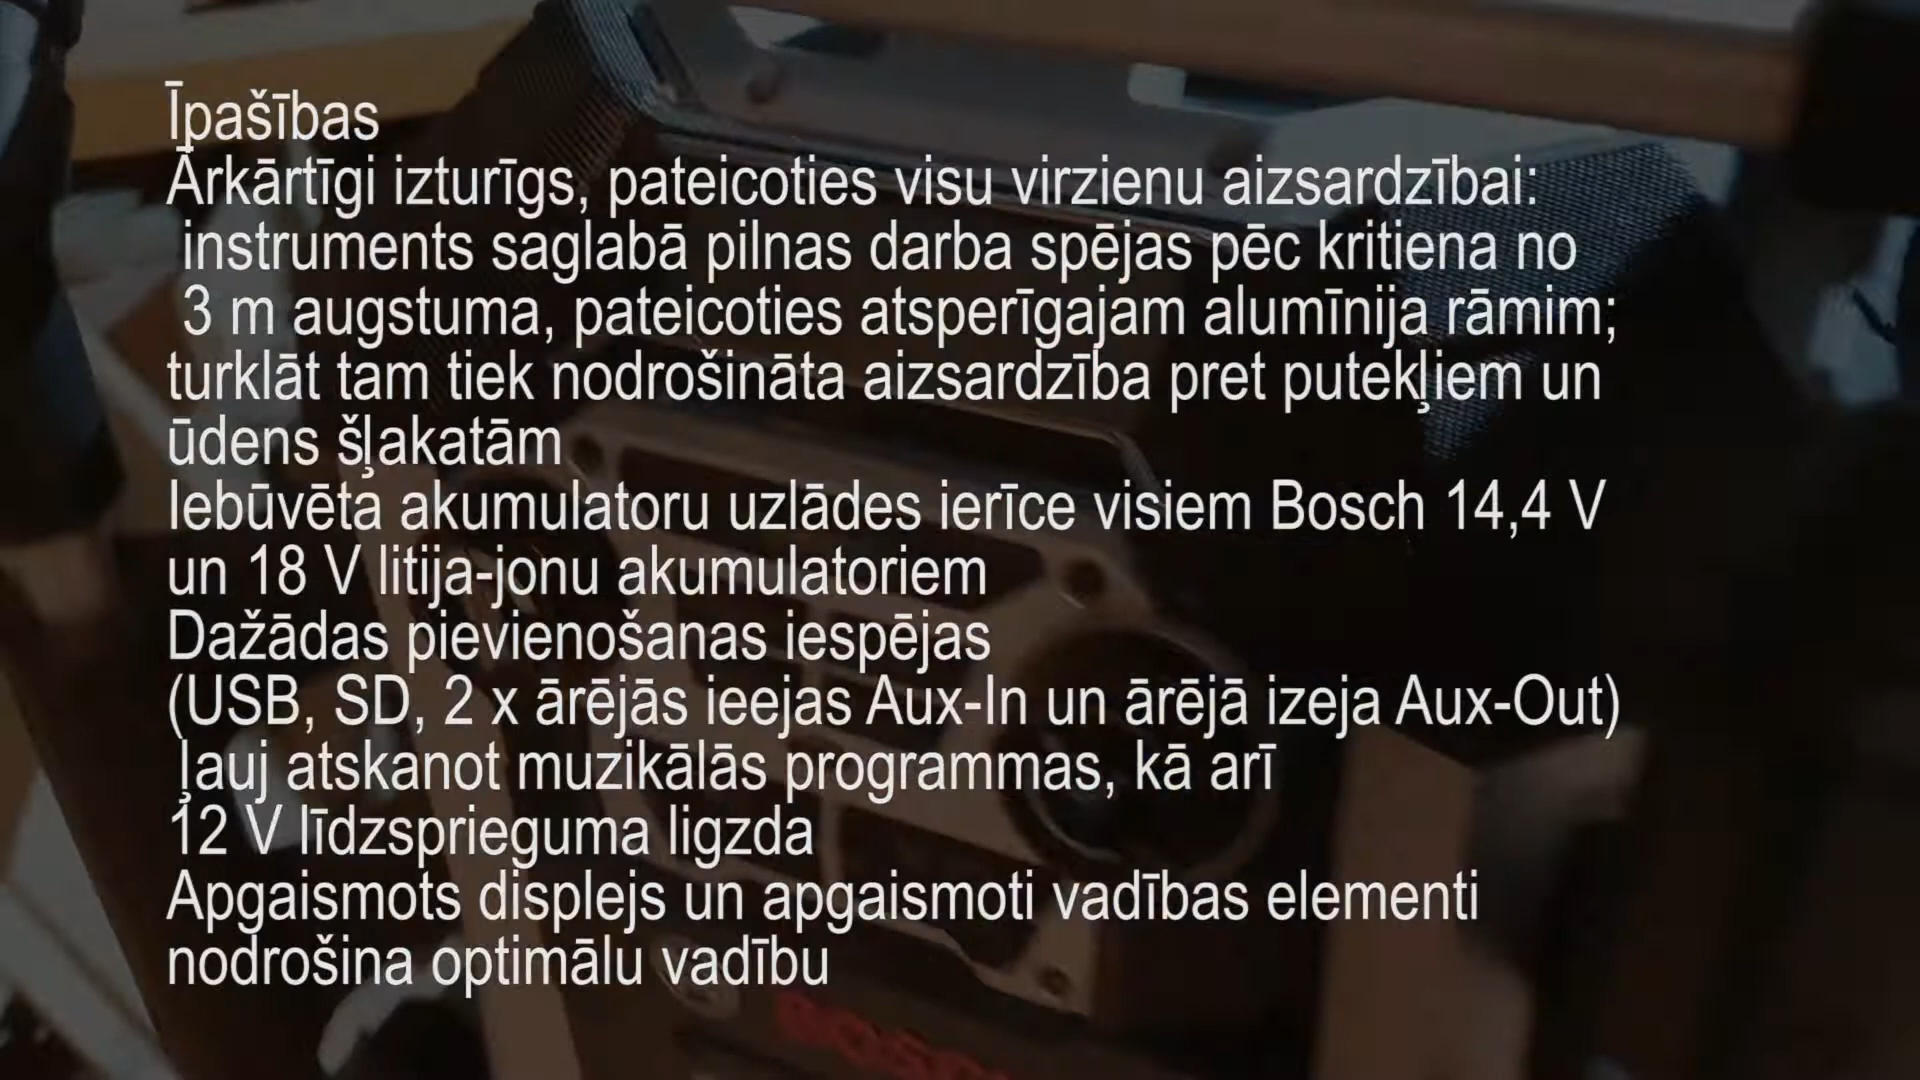 Īpašības
Ārkārtīgi izturīgs, pateicoties visu virzienu aizsardzībai:
instruments saglabā pilnas darba spējas pēc kritiena no
3 m augstuma, pateicoties atsperīgajam alumīnija rāmim;
turklāt tam tiek nodrošināta aizsardzība pret putekļiem un
ūdens šļakatām
Iebūvēta akumulatoru uzlādes ierīce visiem Bosch 14,4 V
un 18 V litija-jonu akumulatoriem
Dažādas pievienošanas iespējas
(USB, SD, 2 x ārējās ieejas Aux-In un ārējā izeja Aux-Out)
ļauj atskanot muzikālās programmas, kā arī
12 V līdzsprieguma ligzda
Apgaismots displejs un apgaismoti vadības elementi
nodrošina optimālu vadību
BOSCH